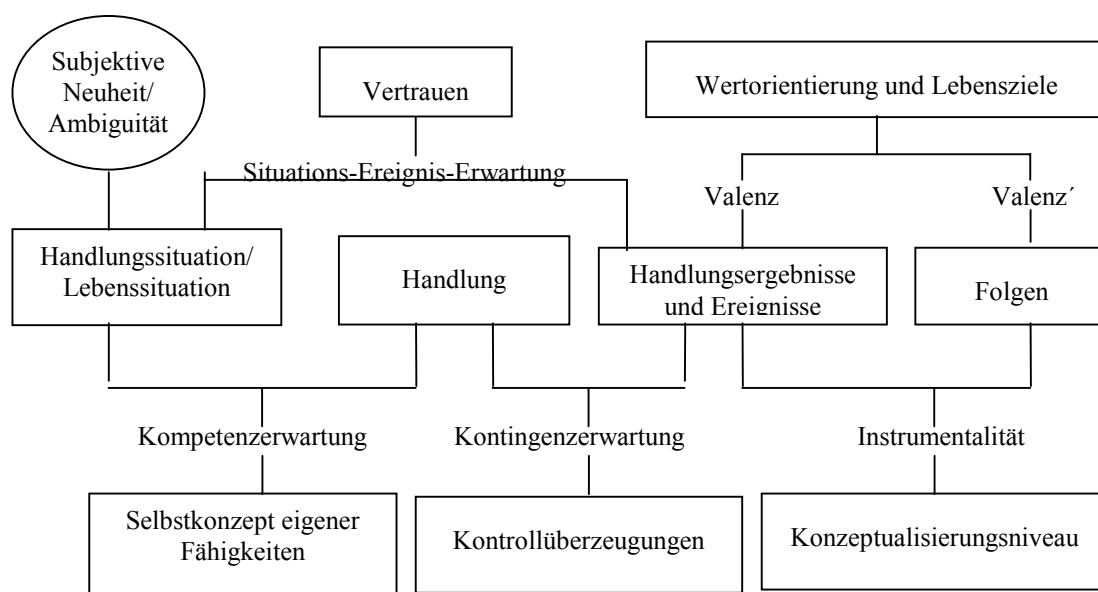 Subjektive
Neuheit/
Ambiguität
Vertrauen
Wertorientierung und Lebensziele
Situations-Ereignis-Erwartung
Valenz
Valenz´
Handlungssituation/
Lebenssituation
Handlung
Handlungsergebnisse
und Ereignisse
Folgen
Kompetenzerwartung
Kontingenzerwartung
Instrumentalität
Selbstkonzept eigener
Fähigkeiten
Kontrollüberzeugungen
Konzeptualisierungsniveau